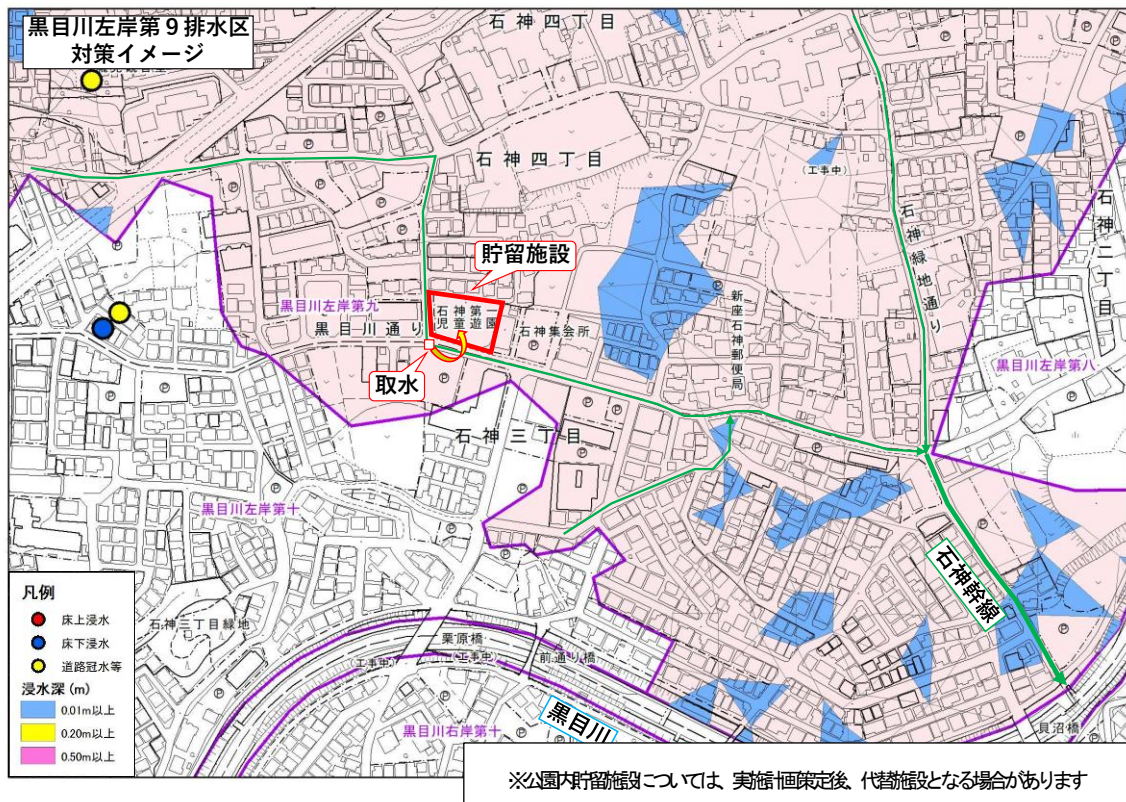 黒目川左岸第9排水区
対策イメージ
石神四丁目
石神四丁目
(工事中)
石神緑地通り
石神二丁目
貯留施設
黒目川左岸第九
黒目川通り
石神第一
児童遊園
石神集会所
新座石神郵便局
黒目川左岸第八
取水
石神三丁目
黒目川左岸第十
石神幹線
凡例
床上浸水
床下浸水
道路冠水等
浸水深(m)
0.01m以上
0.20m以上
0.50m以上
石神三丁目緑地
栗原橋
(工事中)
(工事中)
前通り橋
黒目川
黒目川右岸第十
貝沼橋
※公園内貯留施設については、実施計画策定後、代替施設となる場合があります